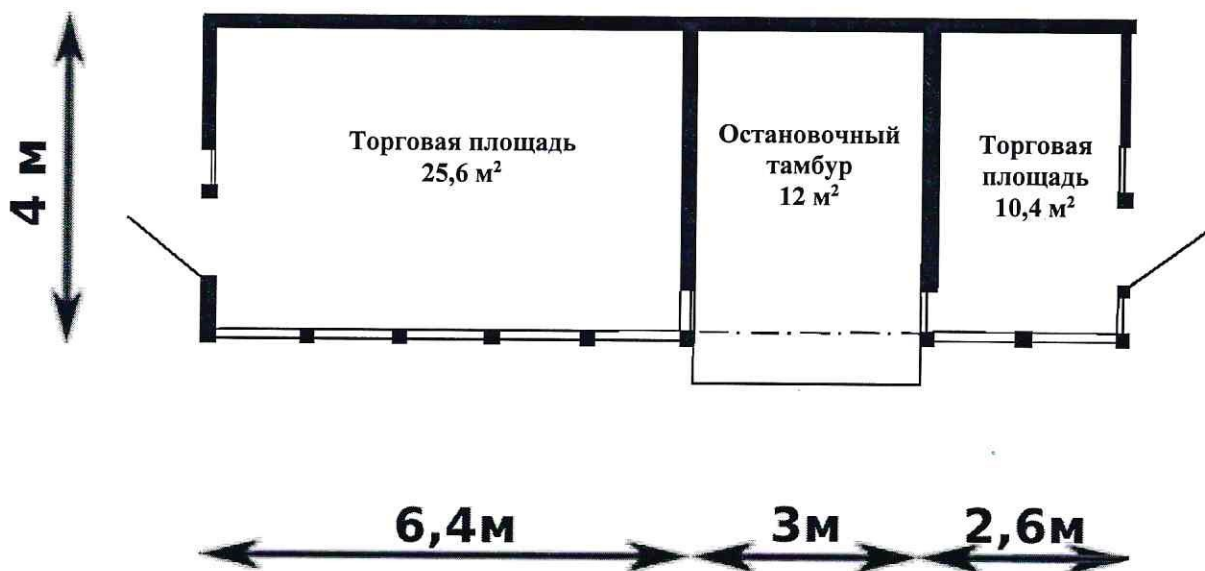 Торговая площадь
25,6 м²
Остановочный
тамбур
12 м²
Торговая
площадь
10,4 м²
4 м
6,4м
3м
2,6м